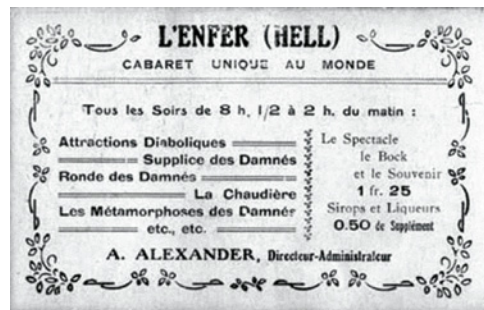 L'ENFER (HELL)
CABARET UNIQUE AU MONDE
Tous les Soirs de 8 h. 1/2 à 2 h. du matin :
Attractions Diaboliques
Supplice des Damnés
Ronde des Damnés
La Chaudière
Les Métamorphoses des Damnés
etc., etc.
Le Spectacle
le Bock
et le Souvenir
1 fr. 25
Sirops et Liqueurs
0.50 de Supplément
A. ALEXANDER, Directeur-Administrateur